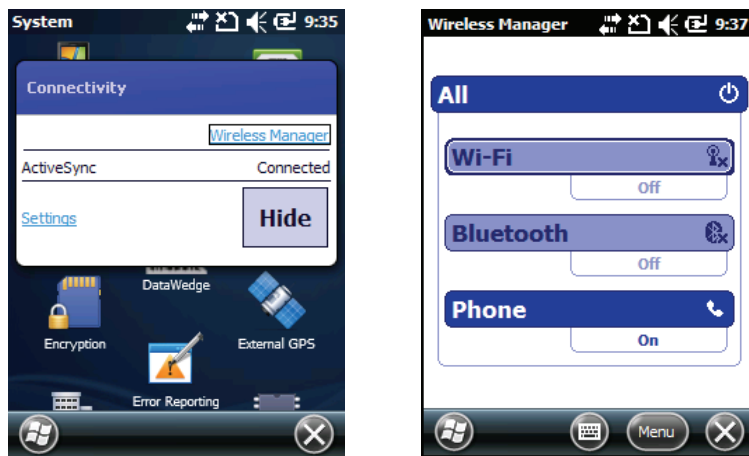 System 9:35
Connectivity
Wireless Manager
ActiveSync Connected
Settings Hide
DataWedge
Encryption External GPS
Error Reporting
Wireless Manager 9:37
All
Wi-Fi
Off
Bluetooth
Off
Phone
On
Menu